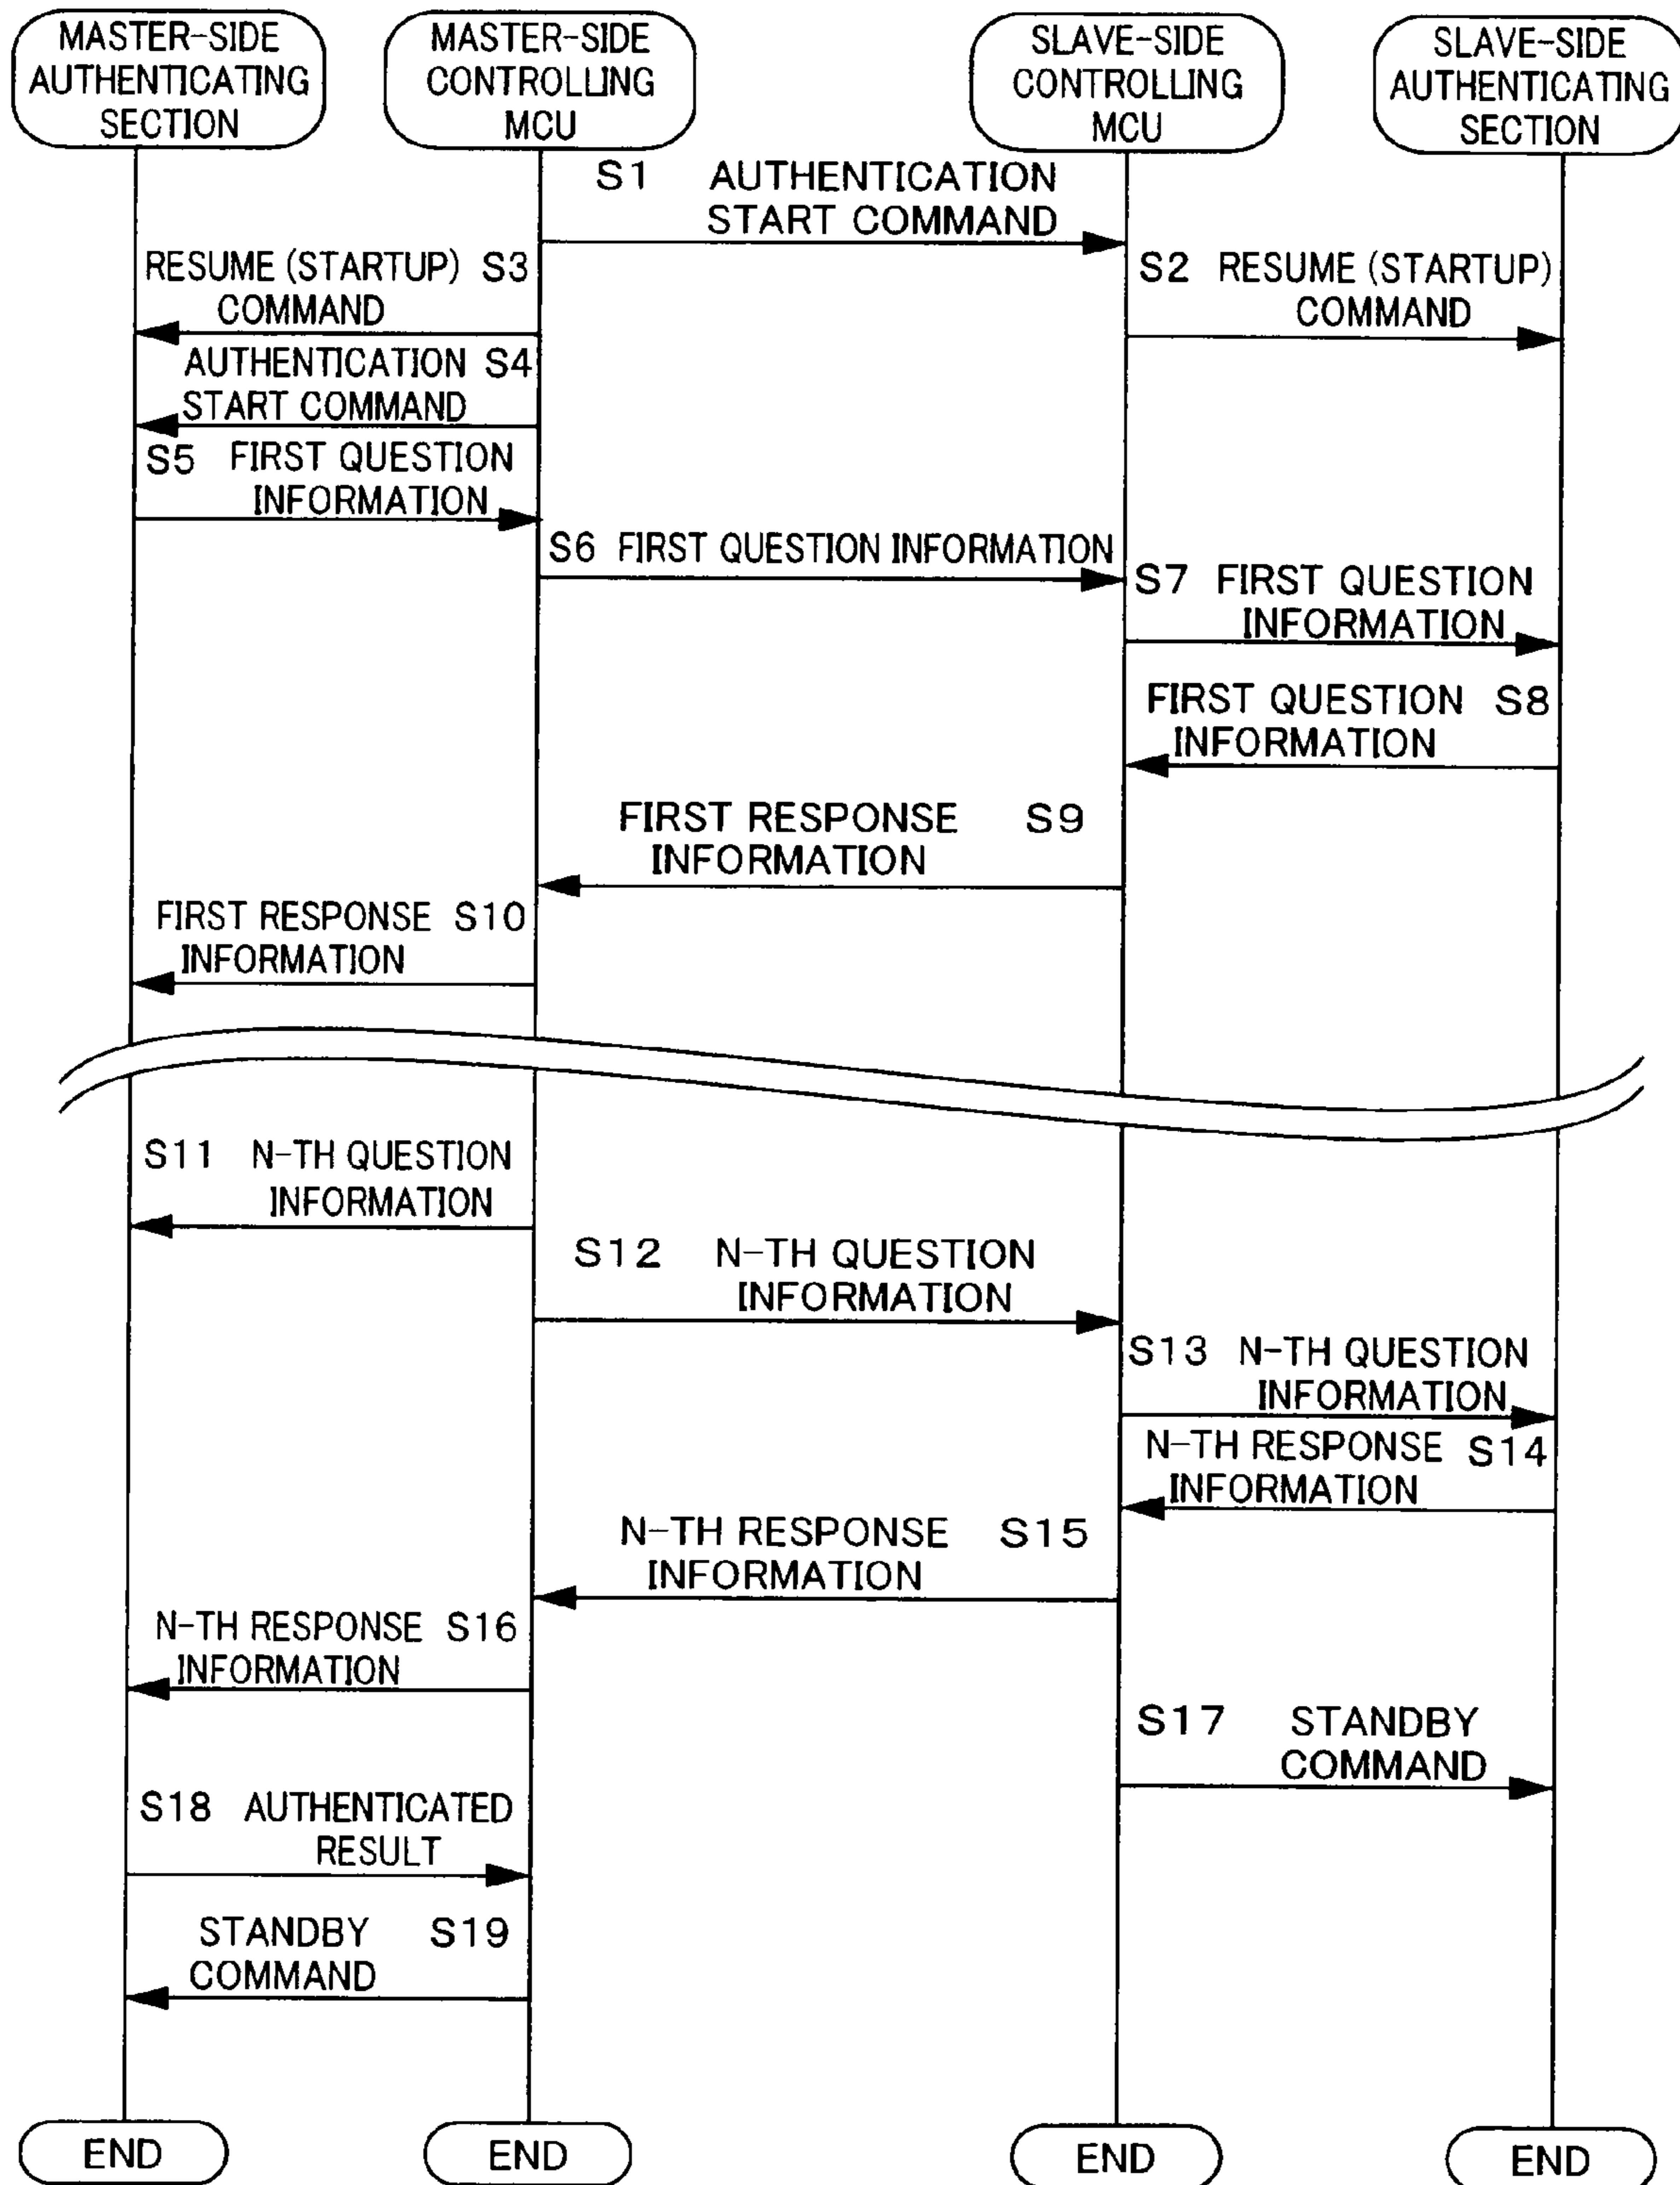 MASTER-SIDE
AUTHENTICATING
SECTION
MASTER-SIDE
CONTROLLING
MCU
SLAVE-SIDE
CONTROLLING
MCU
SLAVE-SIDE
AUTHENTICATING
SECTION
S1 AUTHENTICATION
START COMMAND
RESUME (STARTUP) S3
COMMAND
S2 RESUME (STARTUP)
COMMAND
AUTHENTICATION S4
START COMMAND
S5 FIRST QUESTION
INFORMATION
S6 FIRST QUESTION INFORMATION
S7 FIRST QUESTION
INFORMATION
FIRST QUESTION S8
INFORMATION
FIRST RESPONSE S9
INFORMATION
FIRST RESPONSE S10
INFORMATION
S11 N-TH QUESTION
INFORMATION
S12 N-TH QUESTION
INFORMATION
S13 N-TH QUESTION
INFORMATION
N-TH RESPONSE S14
INFORMATION
N-TH RESPONSE S15
INFORMATION
N-TH RESPONSE S16
INFORMATION
S17 STANDBY
COMMAND
S18 AUTHENTICATED
RESULT
STANDBY S19
COMMAND
END
END
END
END